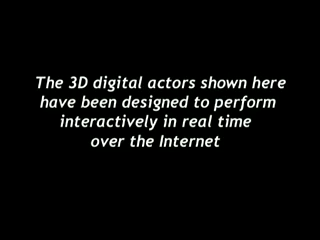 The 3D digital actors shown here
have been designed to perform
interactively in real time
over the Internet